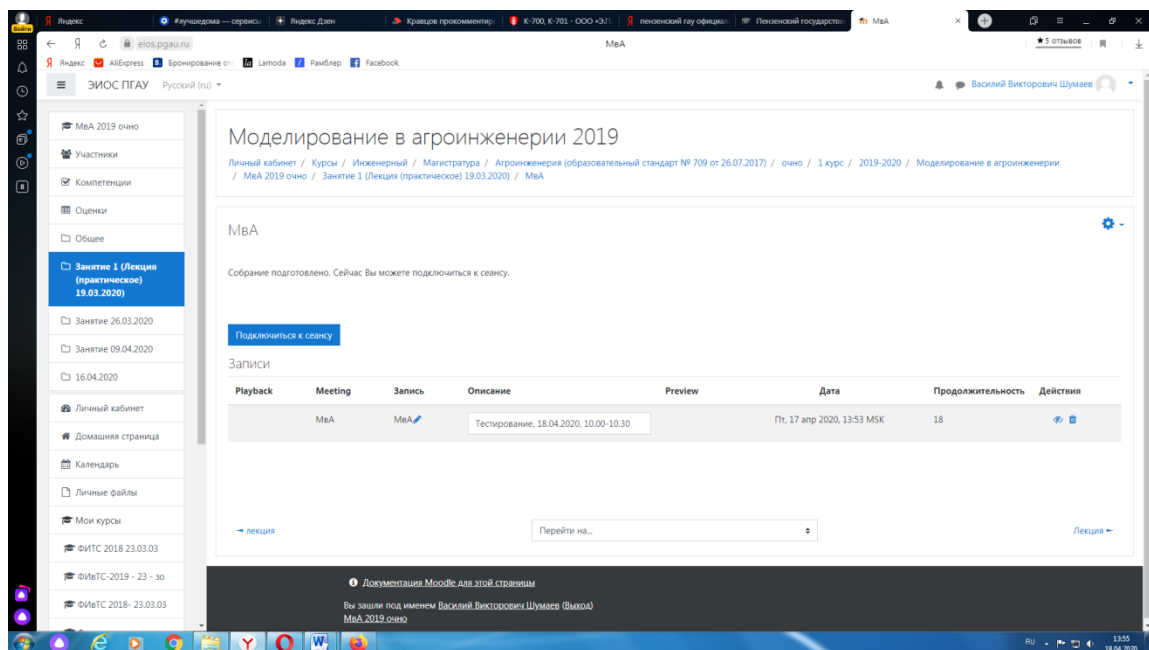 Войти
Яндекс
#лучшедома — сервисы
Яндекс Дзен
Кравцов прокомментир
К-700, К-701 - ООО «З.П.
пензенский гау официал
Пензенский государстве
МвА
eios.pgau.ru
МвА
★5 отзывов
Яндекс
AliExpress
Бронирование от
Lamoda
Рамблер
Facebook
ЭИОС ПГАУ
Русский (ru)
Василий Викторович Шумаев
МвА 2019 очно
Участники
Компетенции
Оценки
Общее
Занятие 1 (Лекция
(практическое)
19.03.2020)
Занятие 26.03.2020
Занятие 09.04.2020
16.04.2020
Личный кабинет
Домашняя страница
Календарь
Личные файлы
Мои курсы
ФИТС 2018 23.03.03
ФИвТС-2019 - 23 - зо
ФИвТС 2018- 23.03.03
Моделирование в агроинженерии 2019
Личный кабинет / Курсы / Инженерный / Магистратура / Агроинженерия (образовательный стандарт № 709 от 26.07.2017) / очно / 1 курс / 2019-2020 / Моделирование в агроинженерии
/ МвА 2019 очно / Занятие 1 (Лекция (практическое) 19.03.2020) / МвА
МвА
Собрание подготовлено. Сейчас Вы можете подключиться к сеансу.
Подключиться к сеансу
Записи
Playback Meeting Запись Описание Preview Дата Продолжительность Действия
МвА МвА Тестирование, 18.04.2020, 10.00-10.30 Пт, 17 апр 2020, 13:53 MSK 18
◄ лекция
Перейти на...
Лекция ►
Документация Moodle для этой страницы
Вы зашли под именем Василий Викторович Шумаев (Выход)
МвА 2019 очно
RU
13:55
18.04.2020